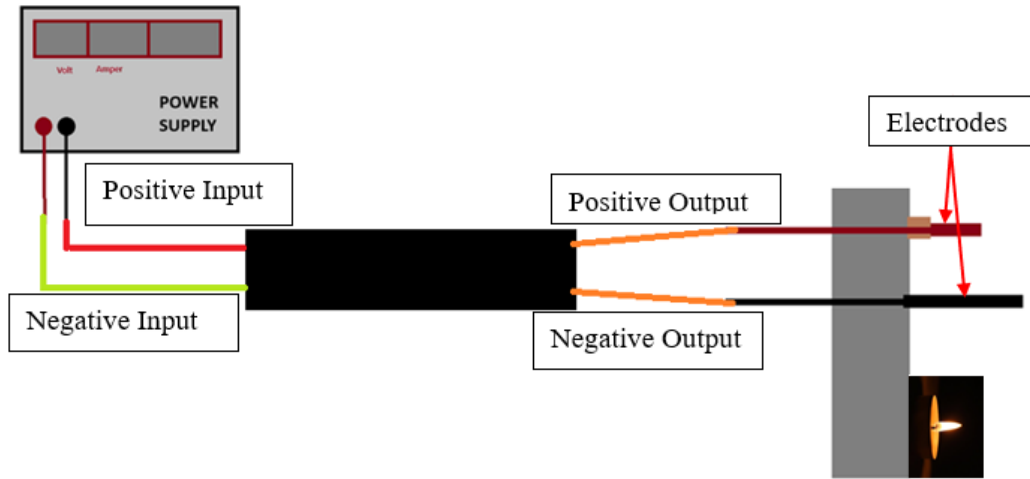 Volt Amper
POWER
SUPPLY
Electrodes
Positive Input
Positive Output
Negative Input
Negative Output